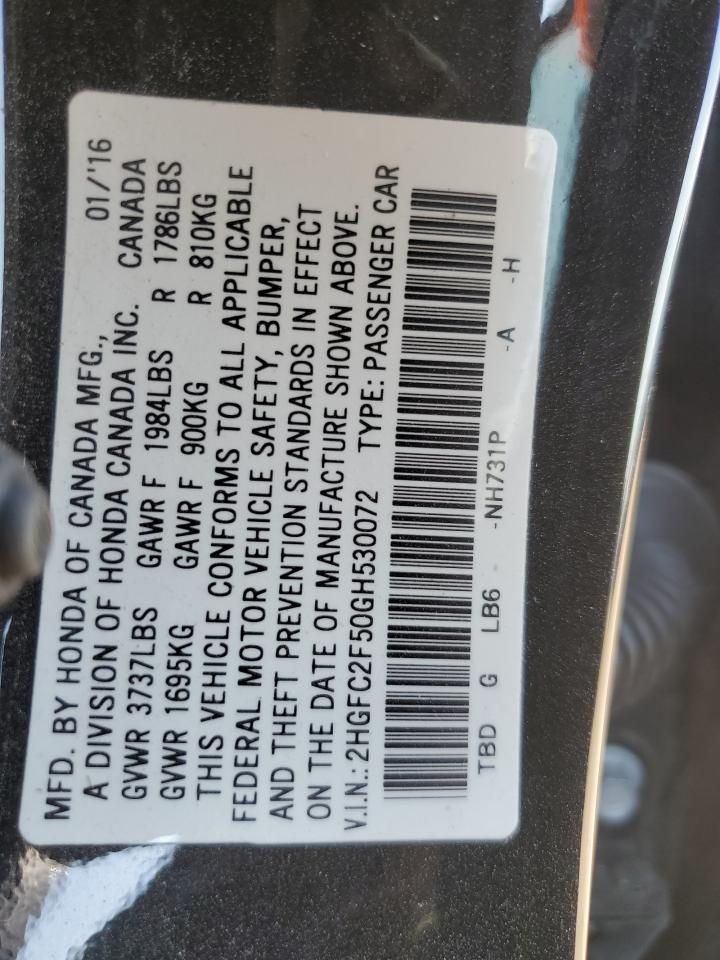 MFD. BY HONDA OF CANADA MFG., 01/'16
A DIVISION OF HONDA CANADA INC. CANADA
GVWR 3737LBS GAWR F 1984LBS R 1786LBS
GVWR 1695KG GAWR F 900KG R 810KG
THIS VEHICLE CONFORMS TO ALL APPLICABLE
FEDERAL MOTOR VEHICLE SAFETY, BUMPER,
AND THEFT PREVENTION STANDARDS IN EFFECT
ON THE DATE OF MANUFACTURE SHOWN ABOVE.
V.I.N.: 2HGFC2F50GH530072 TYPE: PASSENGER CAR
TBD G LB6 -NH731P -A -H